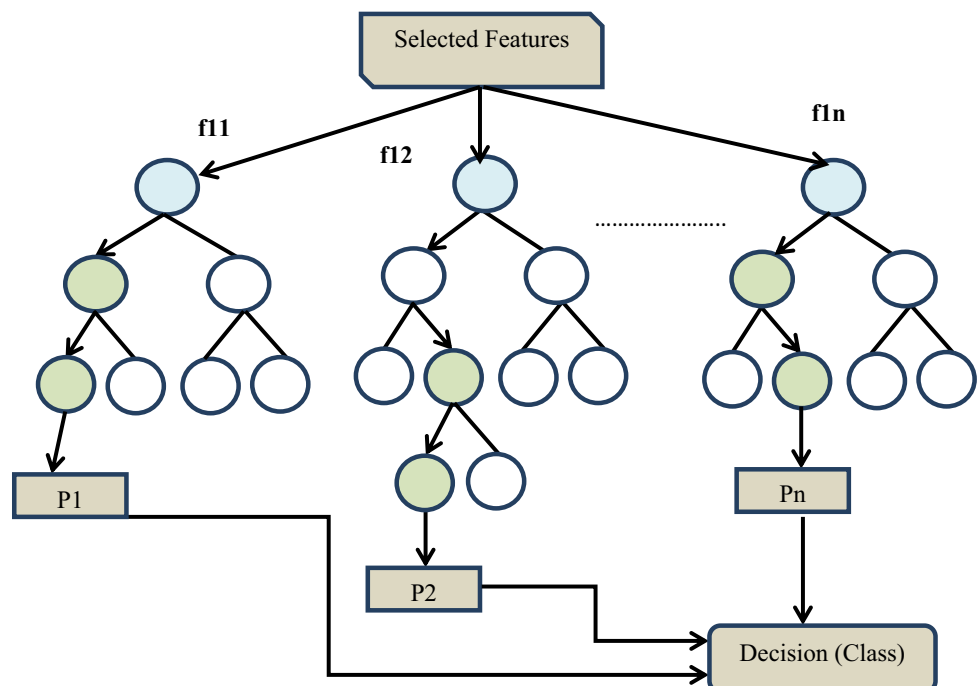 Selected Features
f11
f12
f1n
........................
P1
P2
Pn
Decision (Class)